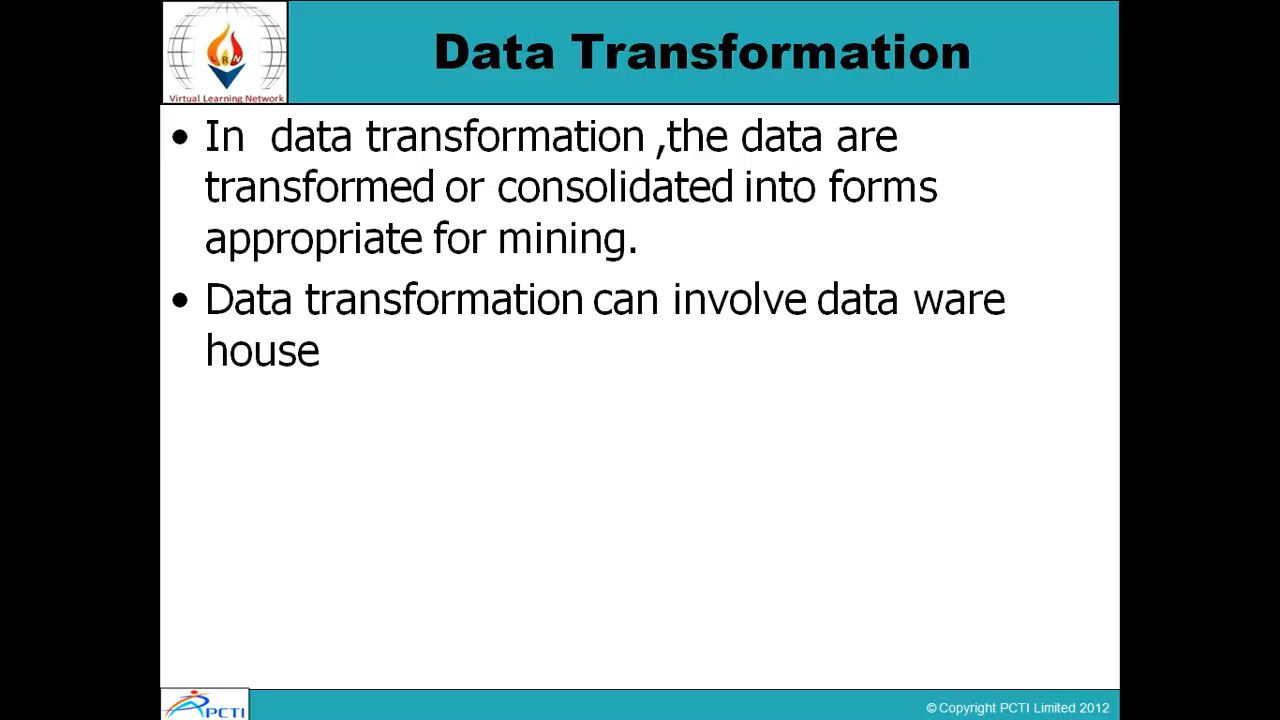 Data Transformation
LRN
Virtual Learning Network
• In  data transformation ,the data are
transformed or consolidated into forms
appropriate for mining.
• Data transformation can involve data ware
house
PCTI
© Copyright PCTI Limited 2012